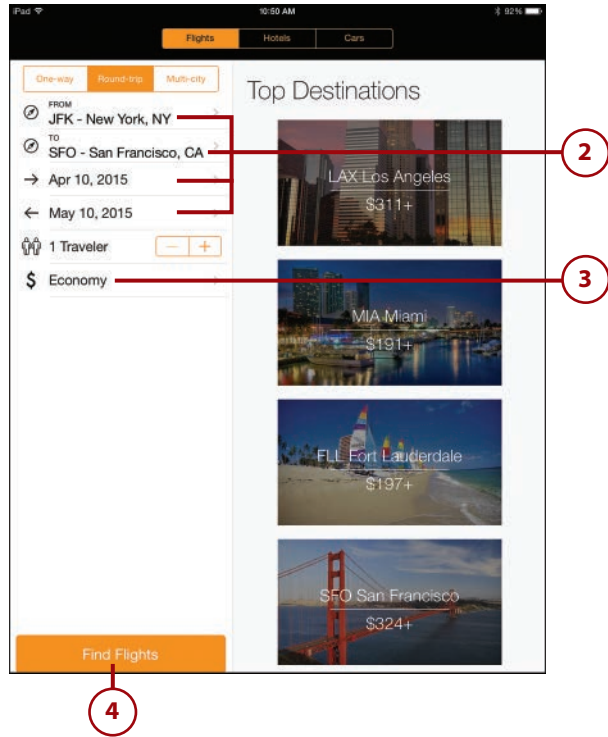 iPad 10:50 AM 92%
Flights Hotels Cars
One-way Round-trip Multi-city
FROM
JFK - New York, NY
TO
SFO - San Francisco, CA
Apr 10, 2015
May 10, 2015
1 Traveler − +
$ Economy
Find Flights
Top Destinations
LAX Los Angeles
$311+
MIA Miami
$191+
FLL Fort Lauderdale
$197+
SFO San Francisco
$324+
2
3
4